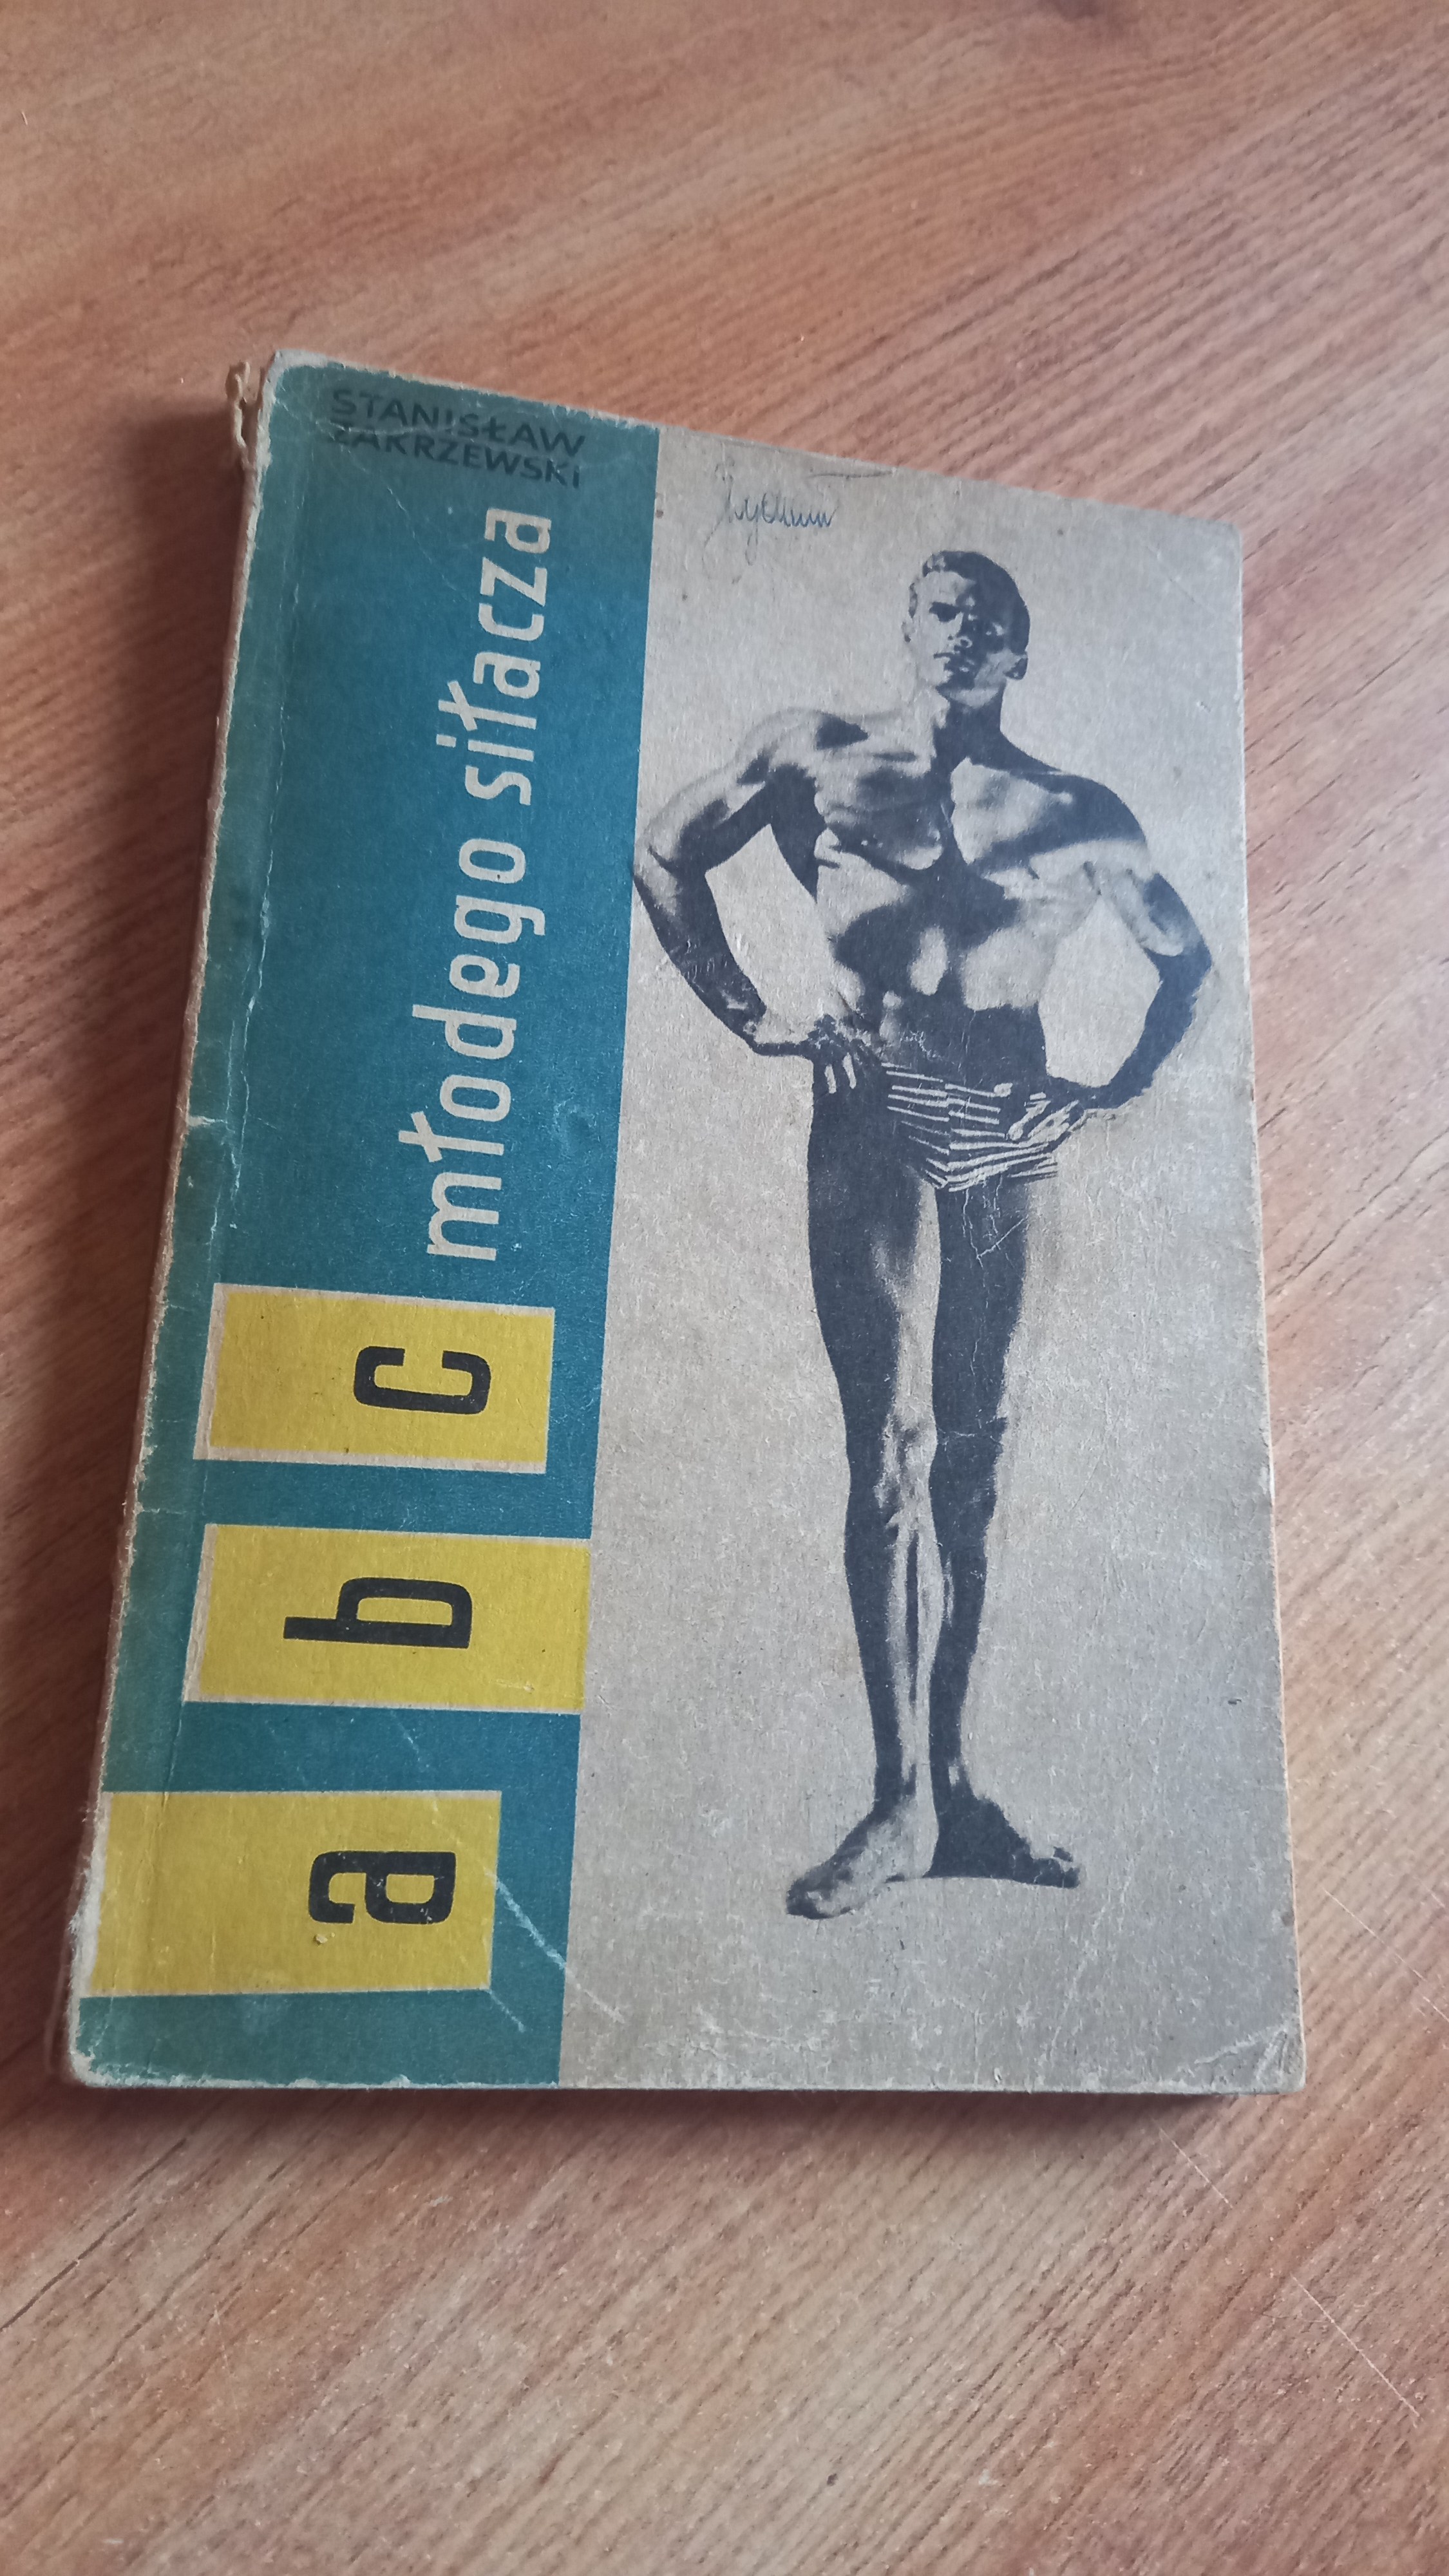 STANISŁAW
ZAKRZEWSKI
abc młodego siłacza